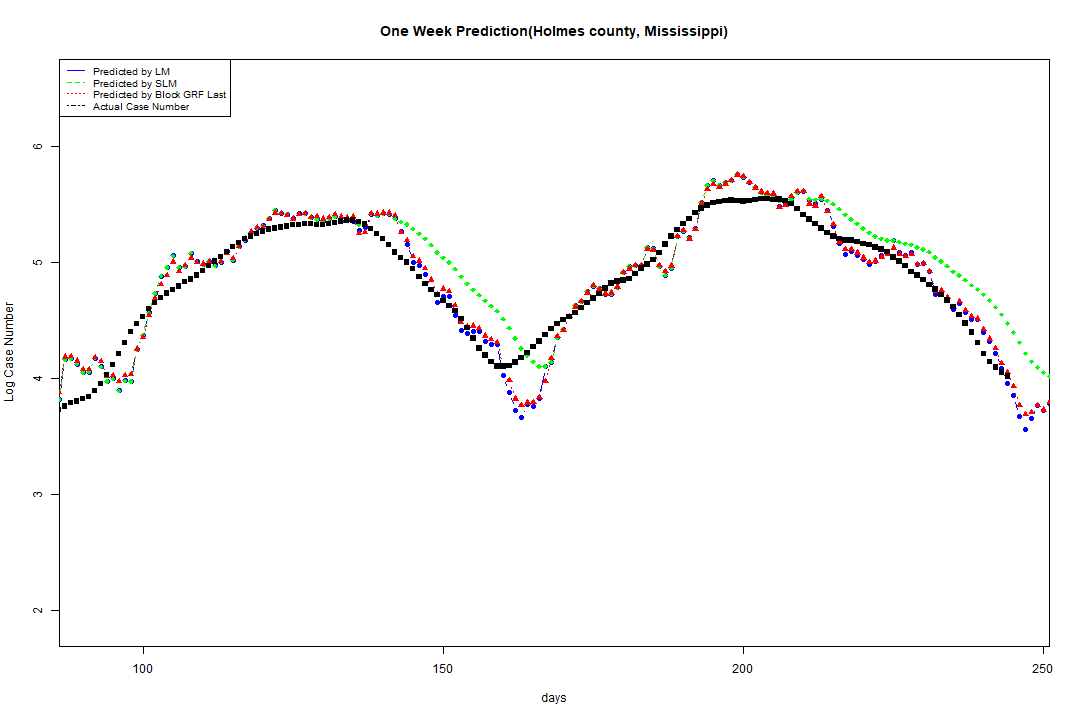 One Week Prediction(Holmes county, Mississippi)
Predicted by LM
Predicted by SLM
Predicted by Block GRF Last
Actual Case Number
6
5
4
3
2
Log Case Number
100
150
200
250
days